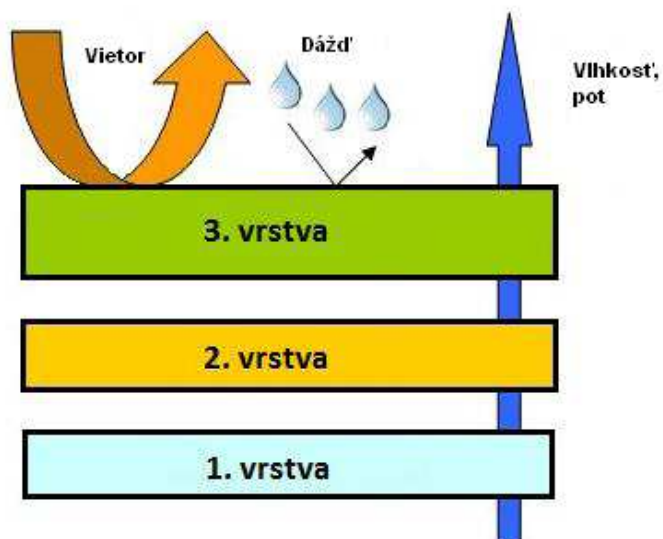 Vietor
Dážď
Vlhkosť,
pot
3. vrstva
2. vrstva
1. vrstva